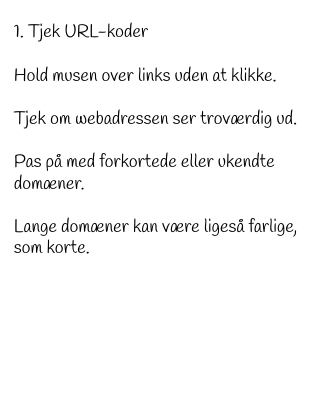 1. Tjek URL-koder
Hold musen over links uden at klikke.
Tjek om webadressen ser troværdig ud.
Pas på med forkortede eller ukendte
domæner.
Lange domæner kan være ligeså farlige,
som korte.